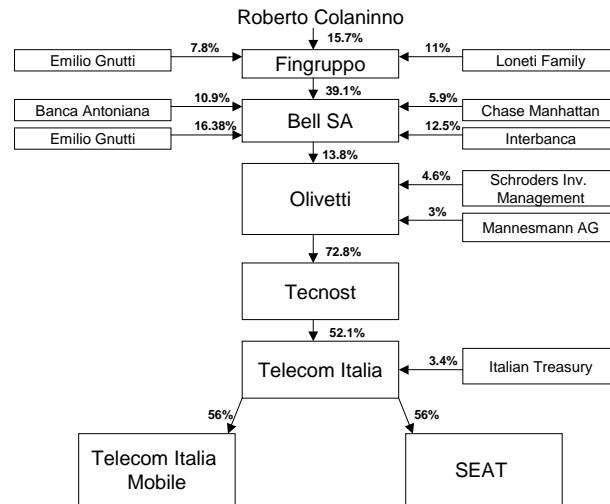 Roberto Colaninno
15.7%
Emilio Gnutti
7.8%
Fingruppo
11%
Loneti Family
39.1%
Banca Antoniana
10.9%
5.9%
Chase Manhattan
Bell SA
Emilio Gnutti
16.38%
12.5%
Interbanca
13.8%
Olivetti
4.6%
Schroders Inv.
Management
3%
Mannesmann AG
72.8%
Tecnost
52.1%
Telecom Italia
3.4%
Italian Treasury
56%
56%
Telecom Italia
Mobile
SEAT